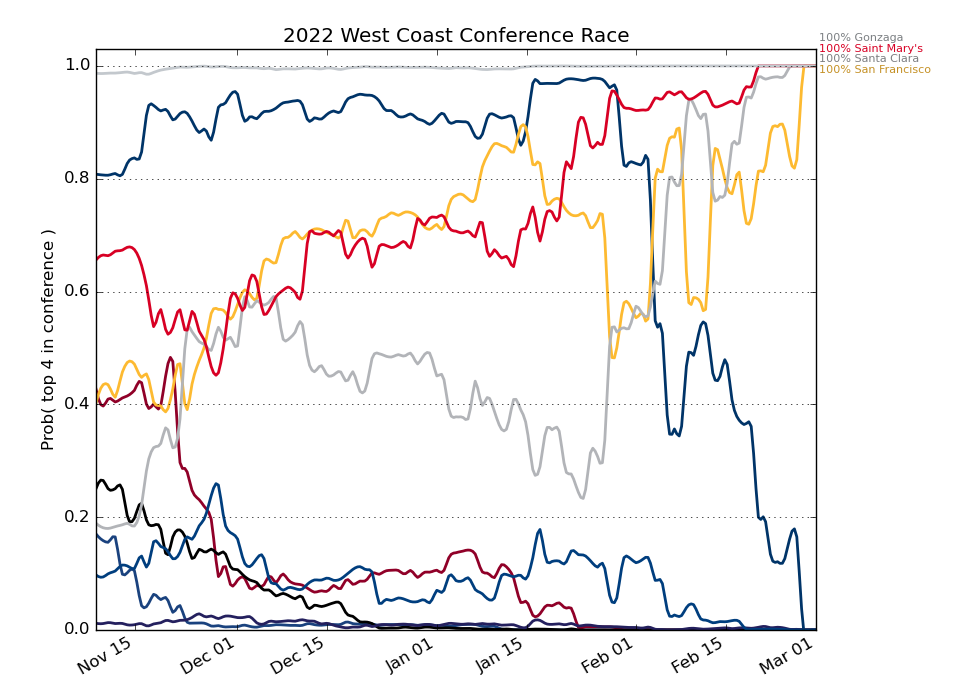 2022 West Coast Conference Race
100% Gonzaga
100% Saint Mary's
100% Santa Clara
100% San Francisco
Prob( top 4 in conference )
1.0
0.8
0.6
0.4
0.2
0.0
Nov 15
Dec 01
Dec 15
Jan 01
Jan 15
Feb 01
Feb 15
Mar 01